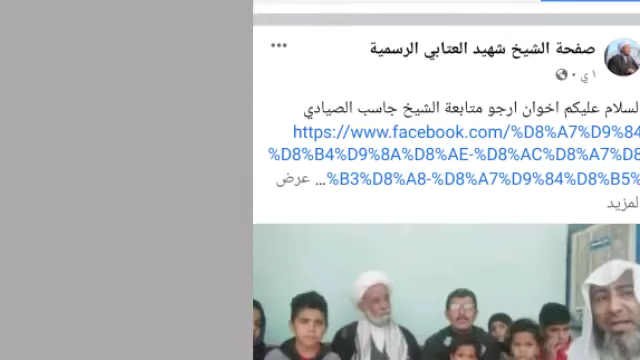 صفحة الشيخ شهيد العتابي الرسمية
١ ي
السلام عليكم اخوان ارجو متابعة الشيخ جاسب الصيادي
https://www.facebook.com/%D8%A7%D9%84
%D8%B4%D9%8A%D8%AE-%D8%AC%D8%A7%D8
%B3%D8%A8-%D8%A7%D9%84%D8%B5%... عرض
المزيد